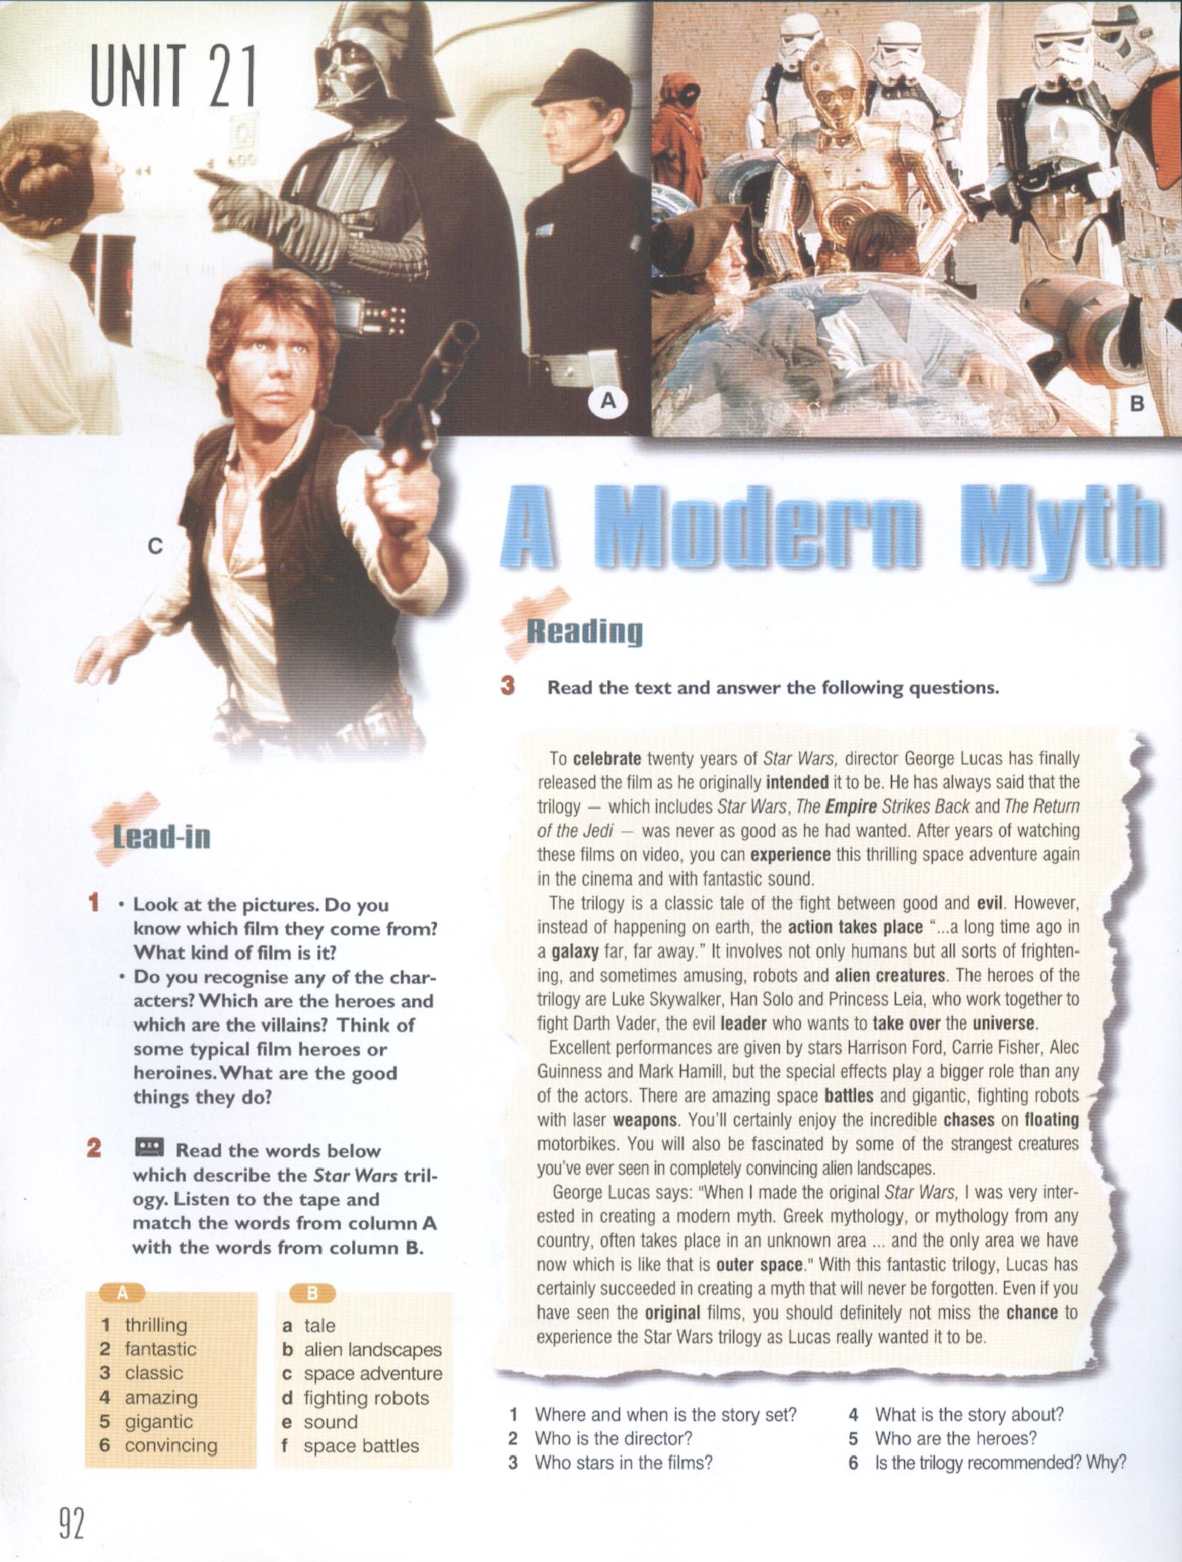 UNIT 21
A
B
C
A Modern Myth
Lead-in
1 • Look at the pictures. Do you
know which film they come from?
What kind of film is it?
• Do you recognise any of the char-
acters? Which are the heroes and
which are the villains? Think of
some typical film heroes or
heroines. What are the good
things they do?
2 Read the words below
which describe the Star Wars tril-
ogy. Listen to the tape and
match the words from column A
with the words from column B.
A
1 thrilling
2 fantastic
3 classic
4 amazing
5 gigantic
6 convincing
B
a tale
b alien landscapes
c space adventure
d fighting robots
e sound
f space battles
Reading
3 Read the text and answer the following questions.
To celebrate twenty years of Star Wars, director George Lucas has finally
released the film as he originally intended it to be. He has always said that the
trilogy — which includes Star Wars, The Empire Strikes Back and The Return
of the Jedi — was never as good as he had wanted. After years of watching
these films on video, you can experience this thrilling space adventure again
in the cinema and with fantastic sound.
The trilogy is a classic tale of the fight between good and evil. However,
instead of happening on earth, the action takes place "...a long time ago in
a galaxy far, far away." It involves not only humans but all sorts of frighten-
ing, and sometimes amusing, robots and alien creatures. The heroes of the
trilogy are Luke Skywalker, Han Solo and Princess Leia, who work together to
fight Darth Vader, the evil leader who wants to take over the universe.
Excellent performances are given by stars Harrison Ford, Carrie Fisher, Alec
Guinness and Mark Hamill, but the special effects play a bigger role than any
of the actors. There are amazing space battles and gigantic, fighting robots
with laser weapons. You'll certainly enjoy the incredible chases on floating
motorbikes. You will also be fascinated by some of the strangest creatures
you've ever seen in completely convincing alien landscapes.
George Lucas says: "When I made the original Star Wars, I was very inter-
ested in creating a modern myth. Greek mythology, or mythology from any
country, often takes place in an unknown area ... and the only area we have
now which is like that is outer space." With this fantastic trilogy, Lucas has
certainly succeeded in creating a myth that will never be forgotten. Even if you
have seen the original films, you should definitely not miss the chance to
experience the Star Wars trilogy as Lucas really wanted it to be.
1 Where and when is the story set?
2 Who is the director?
3 Who stars in the films?
4 What is the story about?
5 Who are the heroes?
6 Is the trilogy recommended? Why?
92